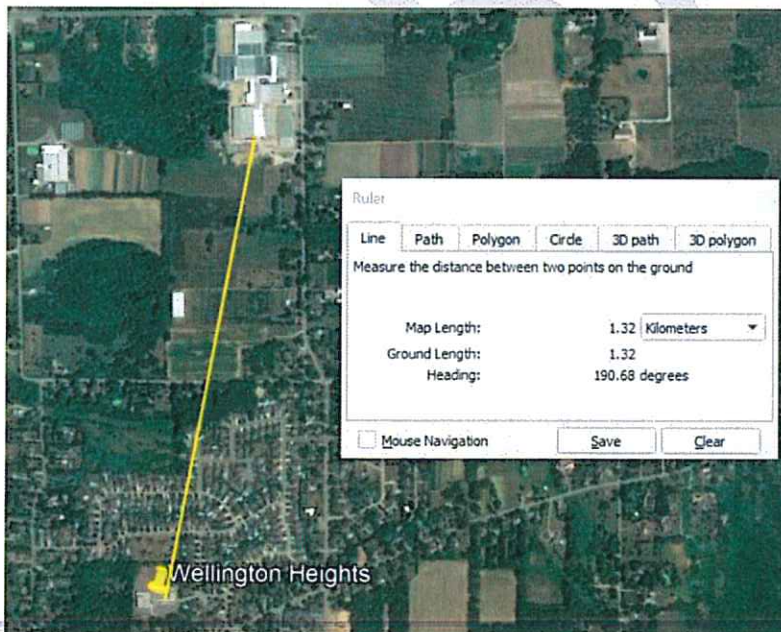 Ruler
Line Path Polygon Circle 3D path 3D polygon
Measure the distance between two points on the ground
Map Length: 1.32 Kilometers
Ground Length: 1.32
Heading: 190.68 degrees
Mouse Navigation Save Clear
Wellington Heights